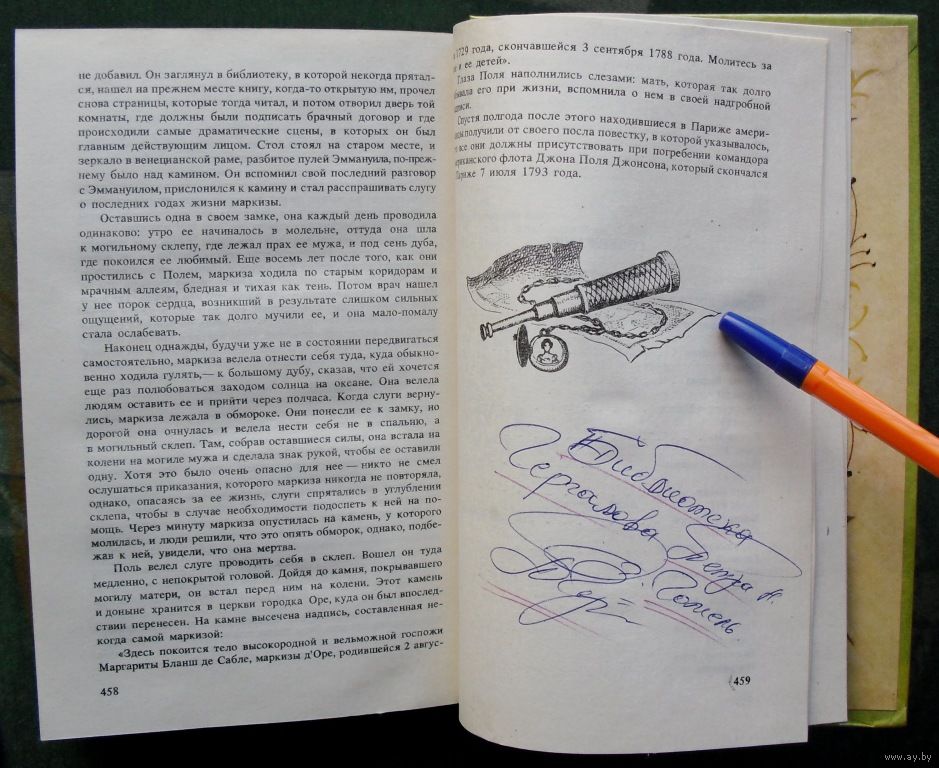 не добавил. Он заглянул в библиотеку, в которой некогда прятал-
ся, нашел на прежнем месте книгу, когда-то открытую им, прочел
снова страницы, которые тогда читал, и потом отворил дверь той
комнаты, где должны были подписать брачный договор и где
происходили самые драматические сцены, в которых он был
главным действующим лицом. Стол стоял на старом месте, и
зеркало в венецианской раме, разбитое пулей Эммануила, по-преж-
нему было над камином. Он вспомнил свой последний разговор
с Эммануилом, прислонился к камину и стал расспрашивать слугу
о последних годах жизни маркизы.
Оставшись одна в своем замке, она каждый день проводила
одинаково: утро ее начиналось в молельне, оттуда она шла
к могильному склепу, где лежал прах ее мужа, и под сень дуба,
где покоился ее любимый. Еще восемь лет после того, как они
простились с Полем, маркиза ходила по старым коридорам и
мрачным аллеям, бледная и тихая как тень. Потом врач нашел
у нее порок сердца, возникший в результате слишком сильных
ощущений, которые так долго мучили ее, и она мало-помалу
стала ослабевать.
Наконец однажды, будучи уже не в состоянии передвигаться
самостоятельно, маркиза велела отнести себя туда, куда обыкно-
венно ходила гулять,— к большому дубу, сказав, что ей хочется
еще раз полюбоваться заходом солнца на океане. Она велела
людям оставить ее и прийти через полчаса. Когда слуги верну-
лись, маркиза лежала в обмороке. Они понесли ее к замку, но
дорогой она очнулась и велела нести себя не в спальню, а
в могильный склеп. Там, собрав оставшиеся силы, она встала на
колени на могиле мужа и сделала знак рукой, чтобы ее оставили
одну. Хотя это было очень опасно для нее — никто не смел
ослушаться приказания, которого маркиза никогда не повторяла,
однако, опасаясь за ее жизнь, слуги спрятались в углублении
склепа, чтобы в случае необходимости подоспеть к ней на по-
мощь. Через минуту маркиза опустилась на камень, у которого
молилась, и люди решили, что это опять обморок, однако, подбе-
жав к ней, увидели, что она мертва.
Поль велел слуге проводить себя в склеп. Вошел он туда
медленно, с непокрытой головой. Дойдя до камня, покрывавшего
могилу матери, он встал перед ним на колени. Этот камень
и доныне хранится в церкви городка Оре, куда он был впослед-
ствии перенесен. На камне высечена надпись, составленная не-
когда самой маркизой:
«Здесь покоится тело высокородной и вельможной госпожи
Маргариты Бланш де Сабле, маркизы д'Оре, родившейся 2 авгус-
458
1729 года, скончавшейся 3 сентября 1788 года. Молитесь за
и ее детей».
Глаза Поля наполнились слезами: мать, которая так долго
его при жизни, вспомнила о нем в своей надгробной
Спустя полгода после этого находившиеся в Париже амери-
получили от своего посла повестку, в которой указывалось,
все они должны присутствовать при погребении командора
флота Джона Поля Джонсона, который скончался
7 июля 1793 года.
Библиотека
Петра
г. Гомель.
459
www.ay.by